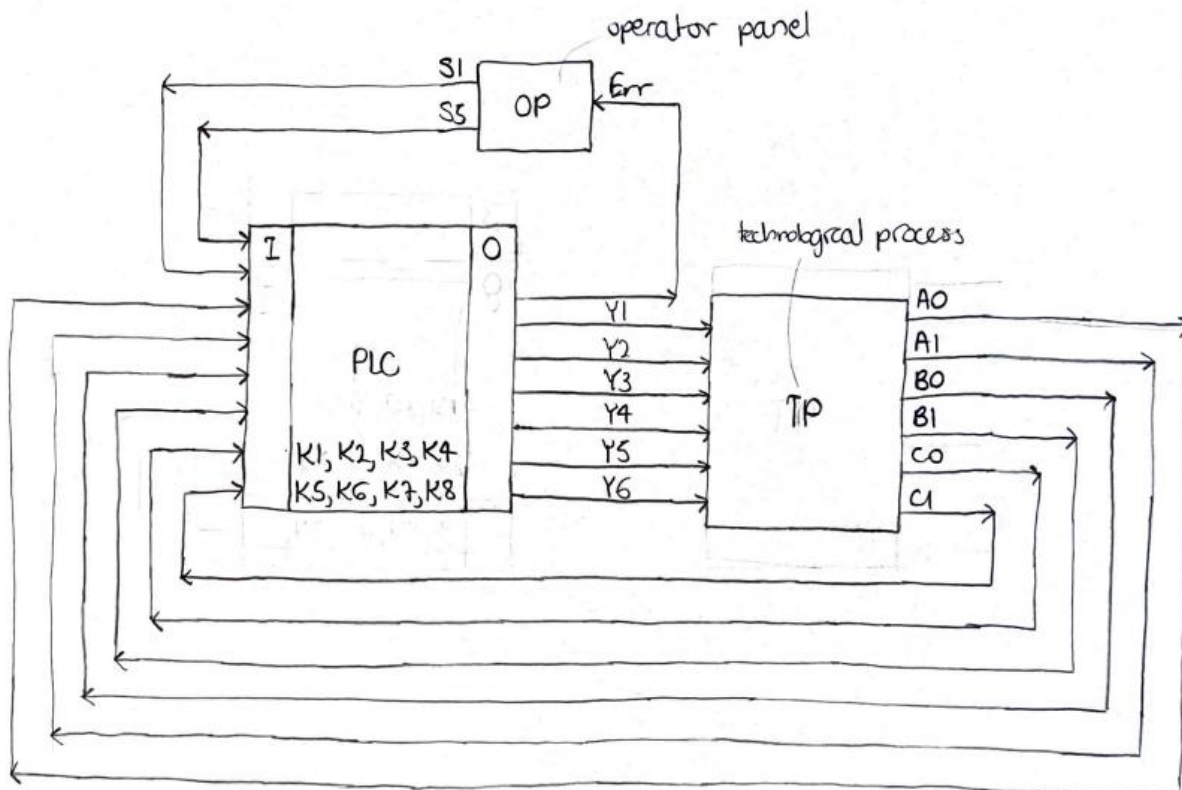 operator panel
S1
OP
Err
S5
technological process
I
O
A0
Y1
A1
Y2
B0
PLC
Y3
TP
B1
Y4
C0
K1, K2, K3, K4
Y5
C1
K5, K6, K7, K8
Y6